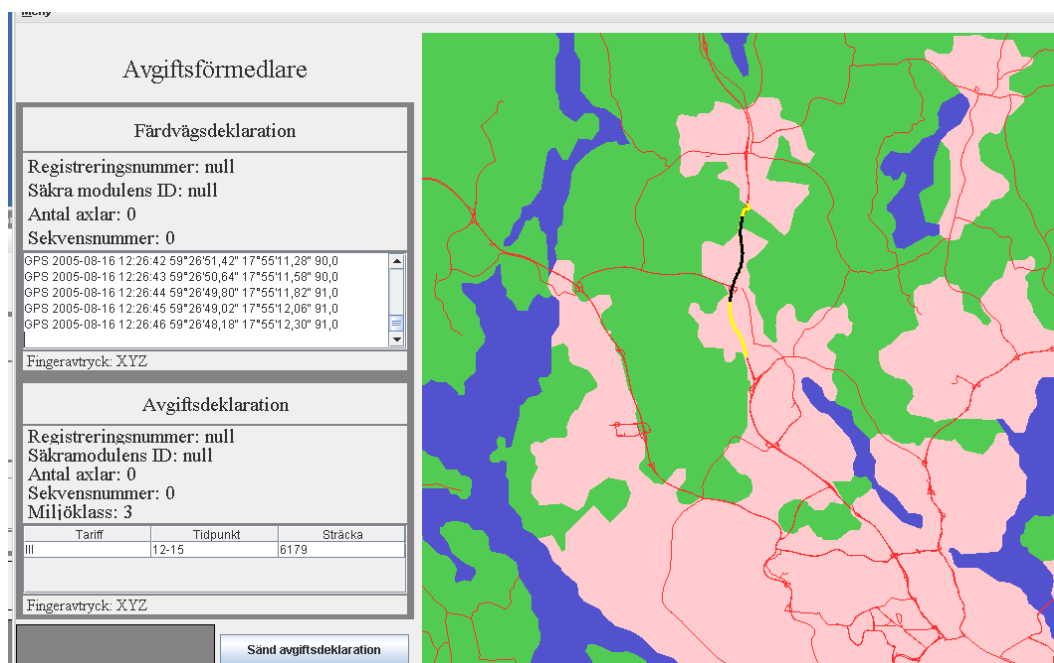 Meny
Avgiftsförmedlare
Färdvägsdeklaration
Registreringsnummer: null
Säkra modulens ID: null
Antal axlar: 0
Sekvensnummer: 0
GPS 2005-08-16 12:26:42 59°26'51,42" 17°55'11,28" 90,0
GPS 2005-08-16 12:26:43 59°26'50,64" 17°55'11,58" 90,0
GPS 2005-08-16 12:26:44 59°26'49,80" 17°55'11,82" 91,0
GPS 2005-08-16 12:26:45 59°26'49,02" 17°55'12,06" 91,0
GPS 2005-08-16 12:26:46 59°26'48,18" 17°55'12,30" 91,0
Fingeravtryck: XYZ
Avgiftsdeklaration
Registreringsnummer: null
Säkramodulens ID: null
Antal axlar: 0
Sekvensnummer: 0
Miljöklass: 3
Tariff Tidpunkt Sträcka
III 12-15 6179
Fingeravtryck: XYZ
Sänd avgiftsdeklaration